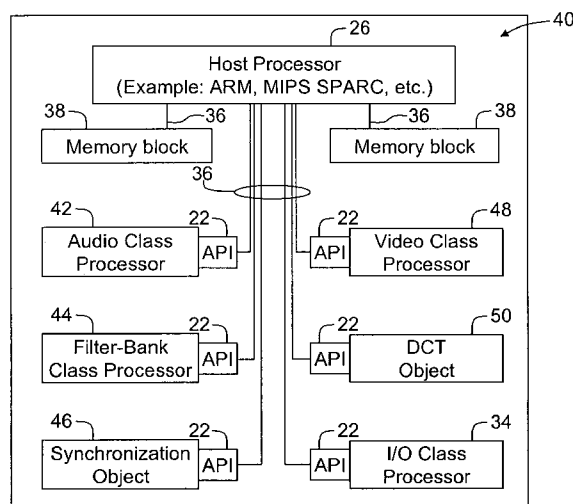 26
40
Host Processor
(Example: ARM, MIPS SPARC, etc.)
38
36
36
38
Memory block
Memory block
36
42
22
22
48
Audio Class
Processor
API
API
Video Class
Processor
44
22
22
50
Filter-Bank
Class Processor
API
API
DCT
Object
46
22
22
34
Synchronization
Object
API
API
I/O Class
Processor